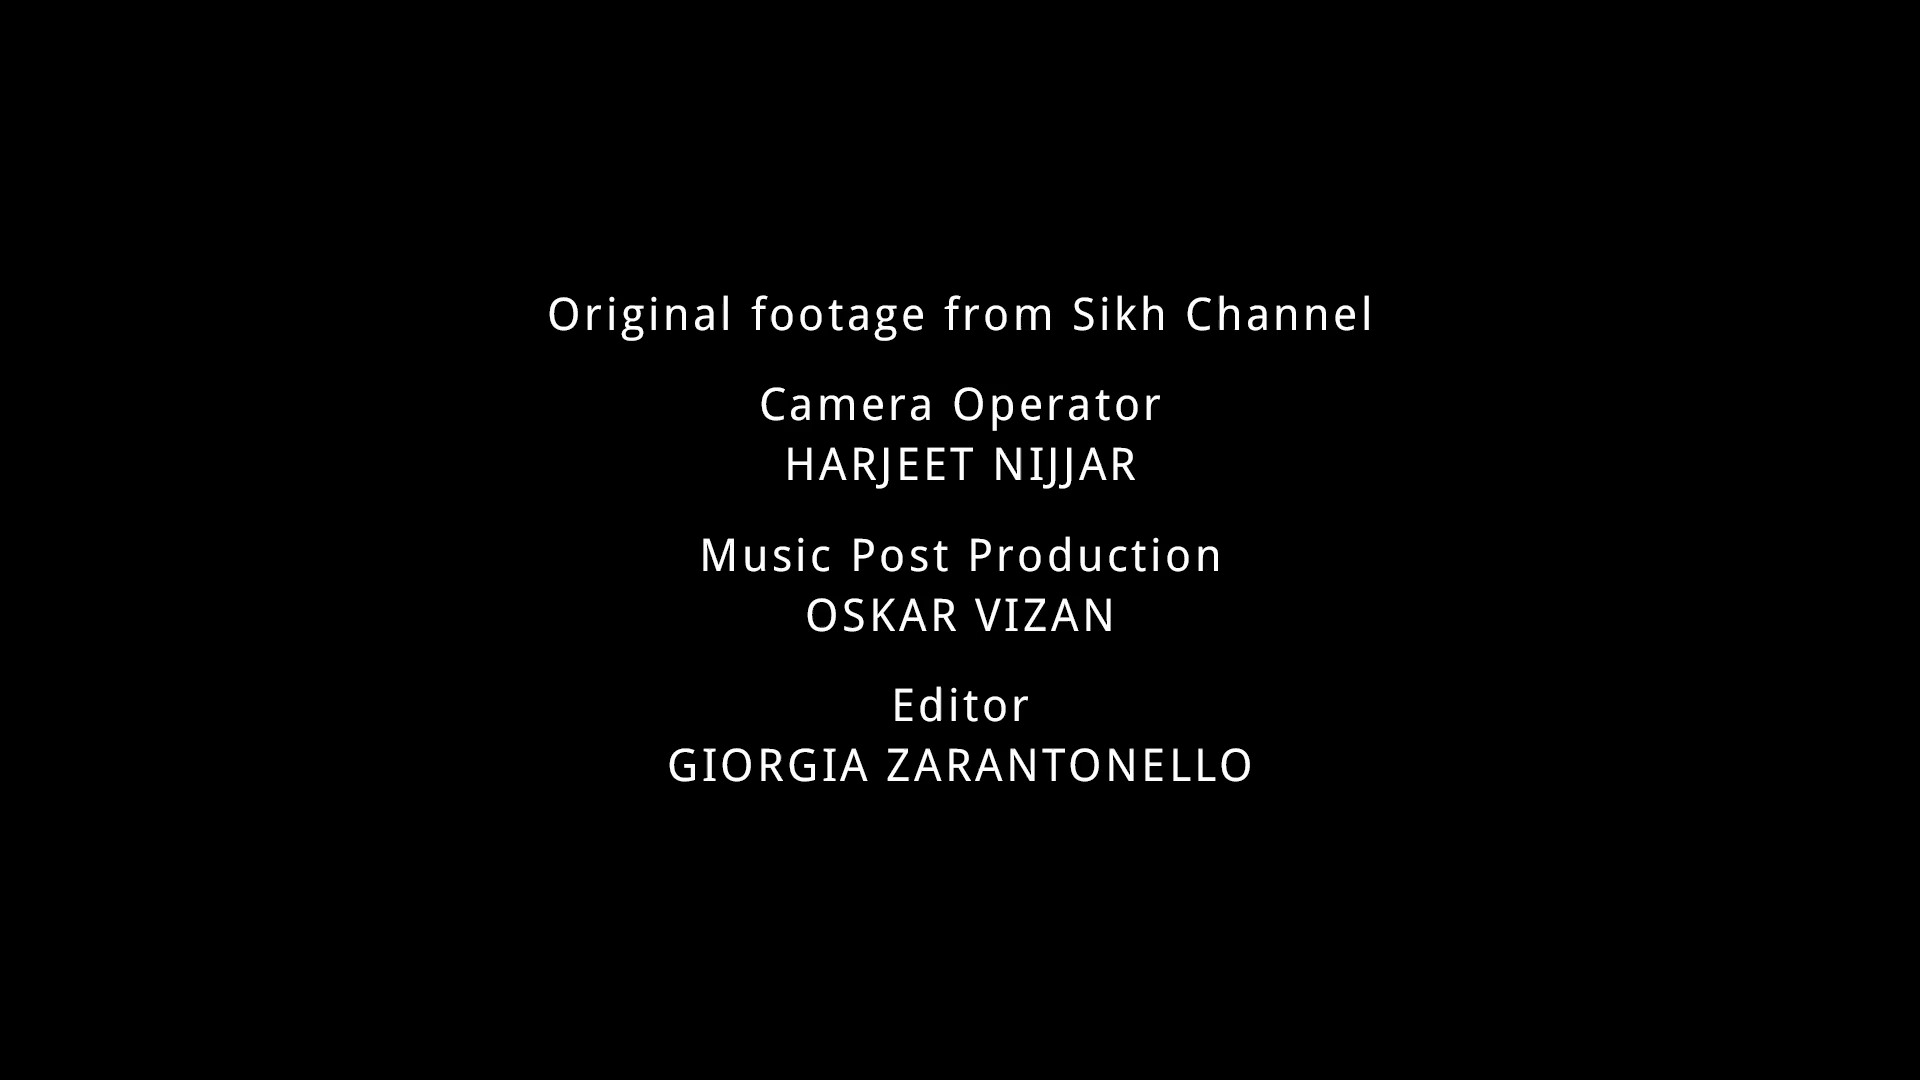 Original footage from Sikh Channel
Camera Operator
HARJEET NIJJAR
Music Post Production
OSKAR VIZAN
Editor
GIORGIA ZARANTONELLO